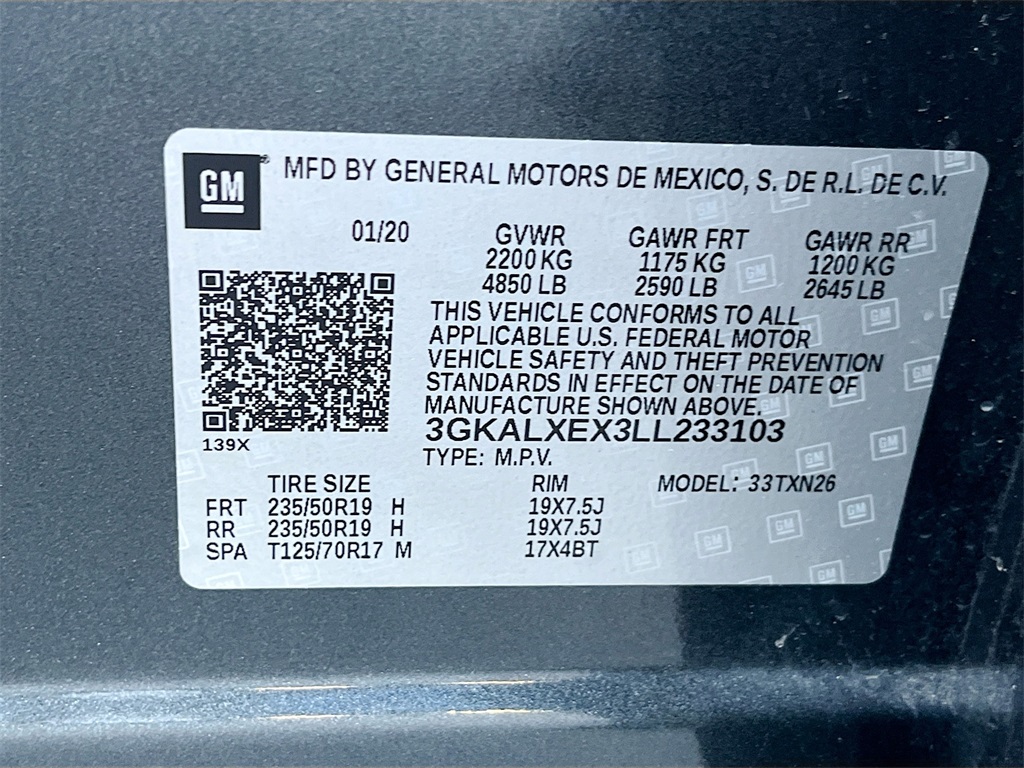 GM® MFD BY GENERAL MOTORS DE MEXICO, S. DE R.L. DE C.V.
01/20 GVWR GAWR FRT GAWR RR
2200 KG 1175 KG 1200 KG
4850 LB 2590 LB 2645 LB
THIS VEHICLE CONFORMS TO ALL
APPLICABLE U.S. FEDERAL MOTOR
VEHICLE SAFETY AND THEFT PREVENTION
STANDARDS IN EFFECT ON THE DATE OF
MANUFACTURE SHOWN ABOVE.
3GKALXEX3LL233103
139X
TYPE: M.P.V.
TIRE SIZE RIM MODEL: 33TXN26
FRT 235/50R19 H 19X7.5J
RR 235/50R19 H 19X7.5J
SPA T125/70R17 M 17X4BT